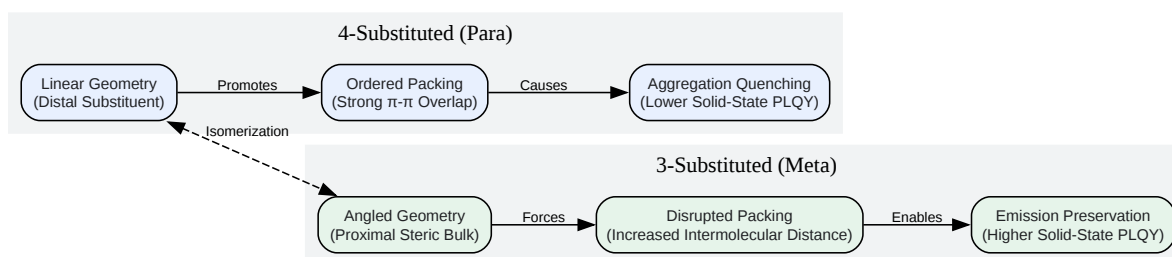 4-Substituted (Para)
Linear Geometry
(Distal Substituent)
Promotes
Ordered Packing
(Strong π-π Overlap)
Causes
Aggregation Quenching
(Lower Solid-State PLQY)
Isomerization
3-Substituted (Meta)
Angled Geometry
(Proximal Steric Bulk)
Forces
Disrupted Packing
(Increased Intermolecular Distance)
Enables
Emission Preservation
(Higher Solid-State PLQY)